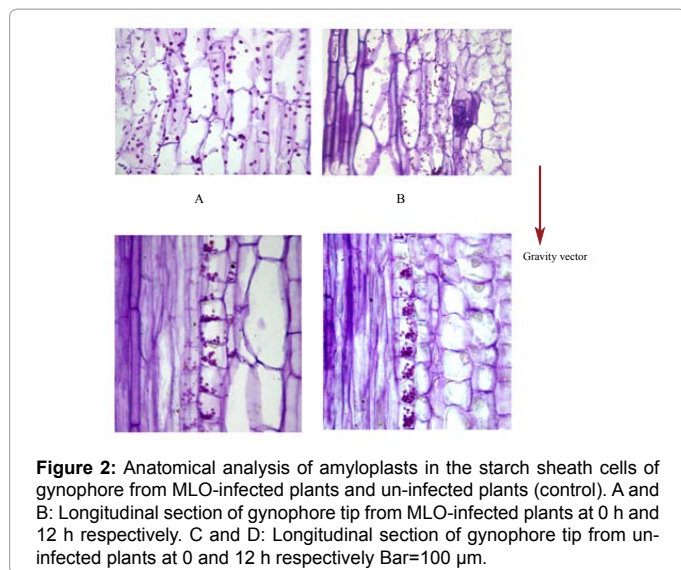 A
B
Gravity vector
Figure 2: Anatomical analysis of amyloplasts in the starch sheath cells of
gynophore from MLO-infected plants and un-infected plants (control). A and
B: Longitudinal section of gynophore tip from MLO-infected plants at 0 h and
12 h respectively. C and D: Longitudinal section of gynophore tip from un-
infected plants at 0 and 12 h respectively Bar=100 µm.